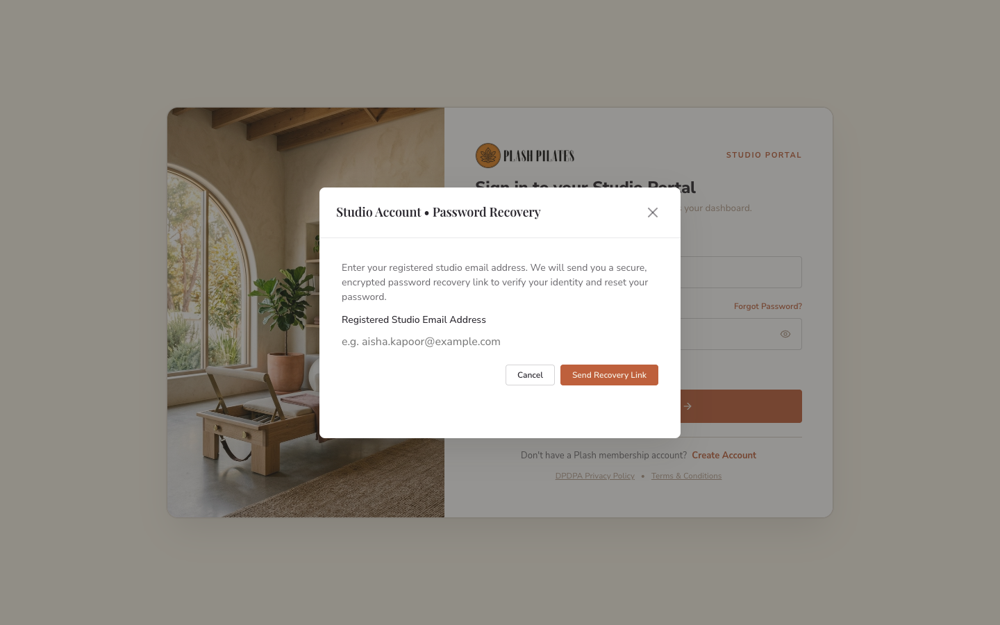 PLASH PILATES
STUDIO PORTAL
Sign in to your Studio Portal
your dashboard.
Studio Account • Password Recovery
Enter your registered studio email address. We will send you a secure,
encrypted password recovery link to verify your identity and reset your
password.
Registered Studio Email Address
e.g. aisha.kapoor@example.com
Cancel
Send Recovery Link
Forgot Password?
Don't have a Plash membership account? Create Account
DPDPA Privacy Policy • Terms & Conditions